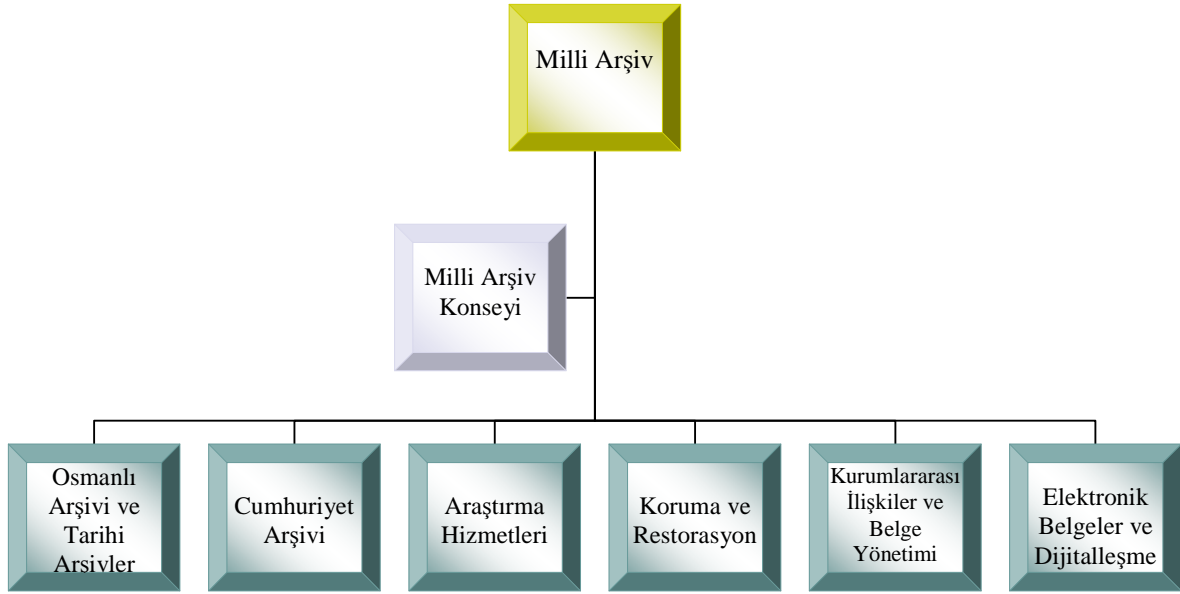 Milli Arşiv
Milli Arşiv
Konseyi
Osmanlı
Arşivi ve
Tarihi
Arşivler
Cumhuriyet
Arşivi
Araştırma
Hizmetleri
Koruma ve
Restorasyon
Kurumlararası
İlişkiler ve
Belge
Yönetimi
Elektronik
Belgeler ve
Dijitalleşme